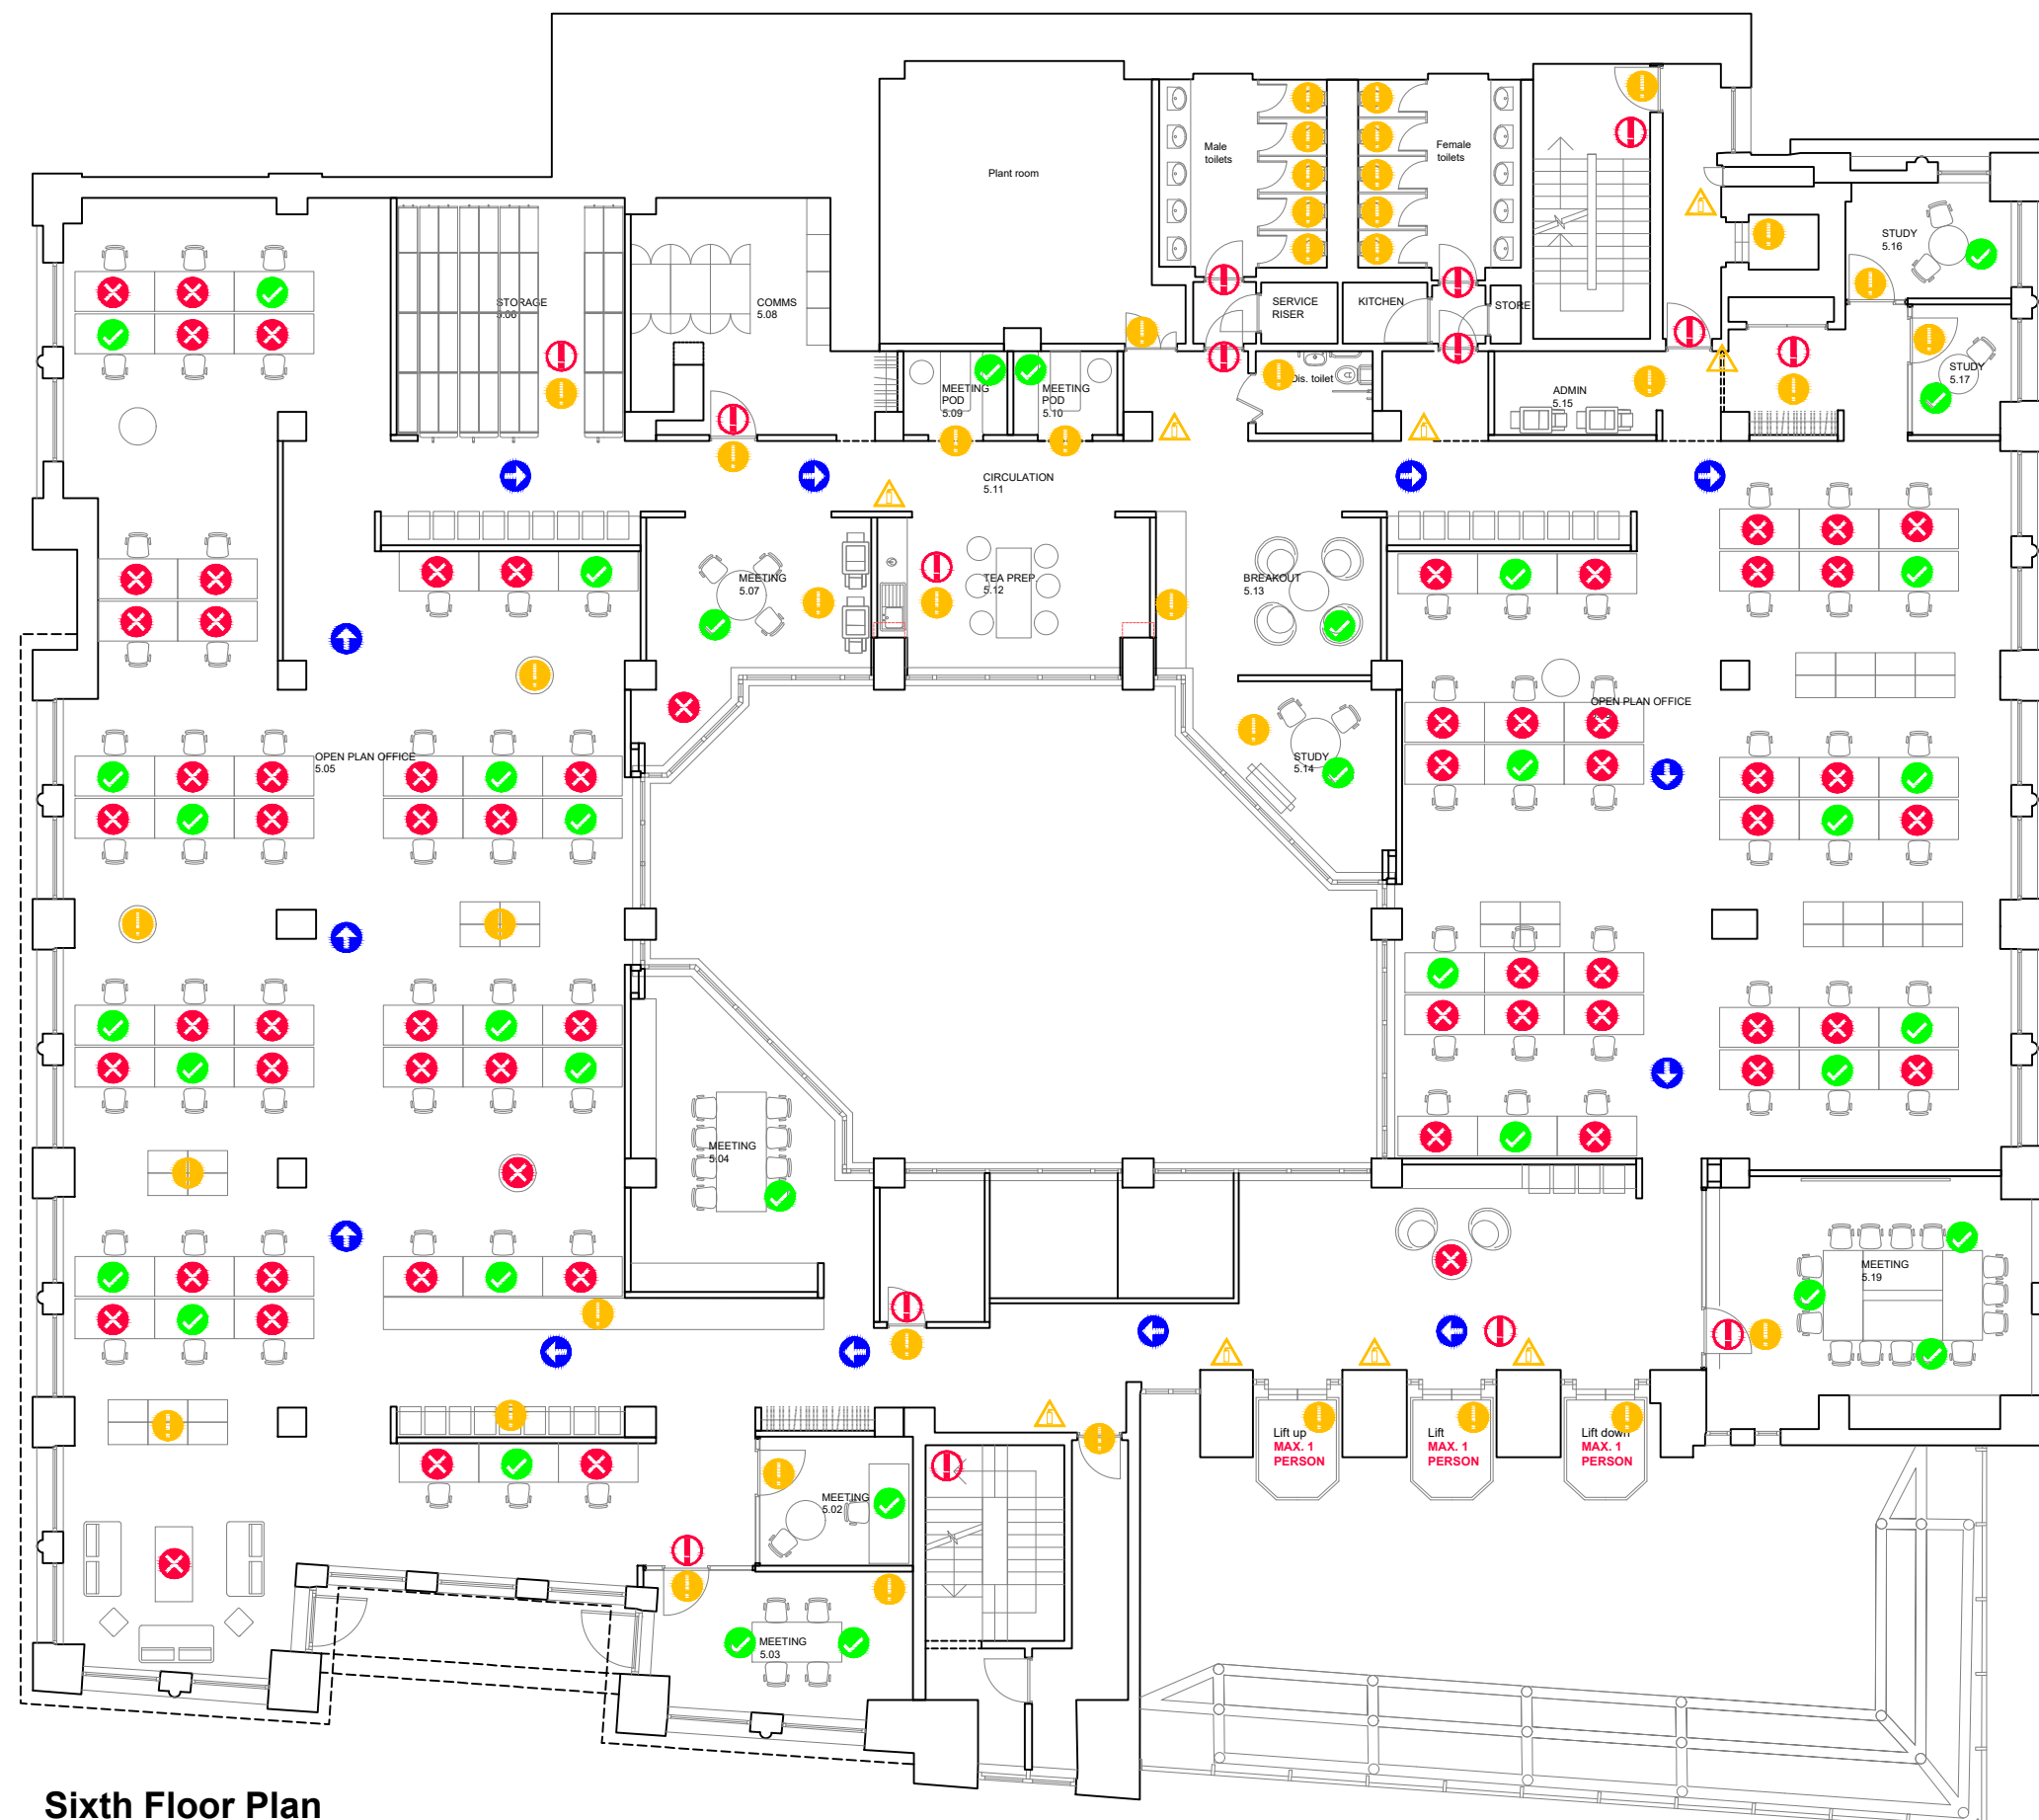 Male
toilets
Female
toilets
Plant room
STUDY
5.16
STORAGE
5.06
COMMS
5.08
SERVICE
RISER
KITCHEN
STORE
STUDY
5.17
MEETING
POD
5.09
MEETING
POD
5.10
Dis. toilet
ADMIN
5.15
CIRCULATION
5.11
MEETING
5.07
TEA PREP.
5.12
BREAKOUT
5.13
OPEN PLAN OFFICE
OPEN PLAN OFFICE
5.05
STUDY
5.14
MEETING
5.04
MEETING
5.19
Lift up
MAX. 1
PERSON
Lift
MAX. 1
PERSON
Lift down
MAX. 1
PERSON
MEETING
5.02
MEETING
5.03
Sixth Floor Plan